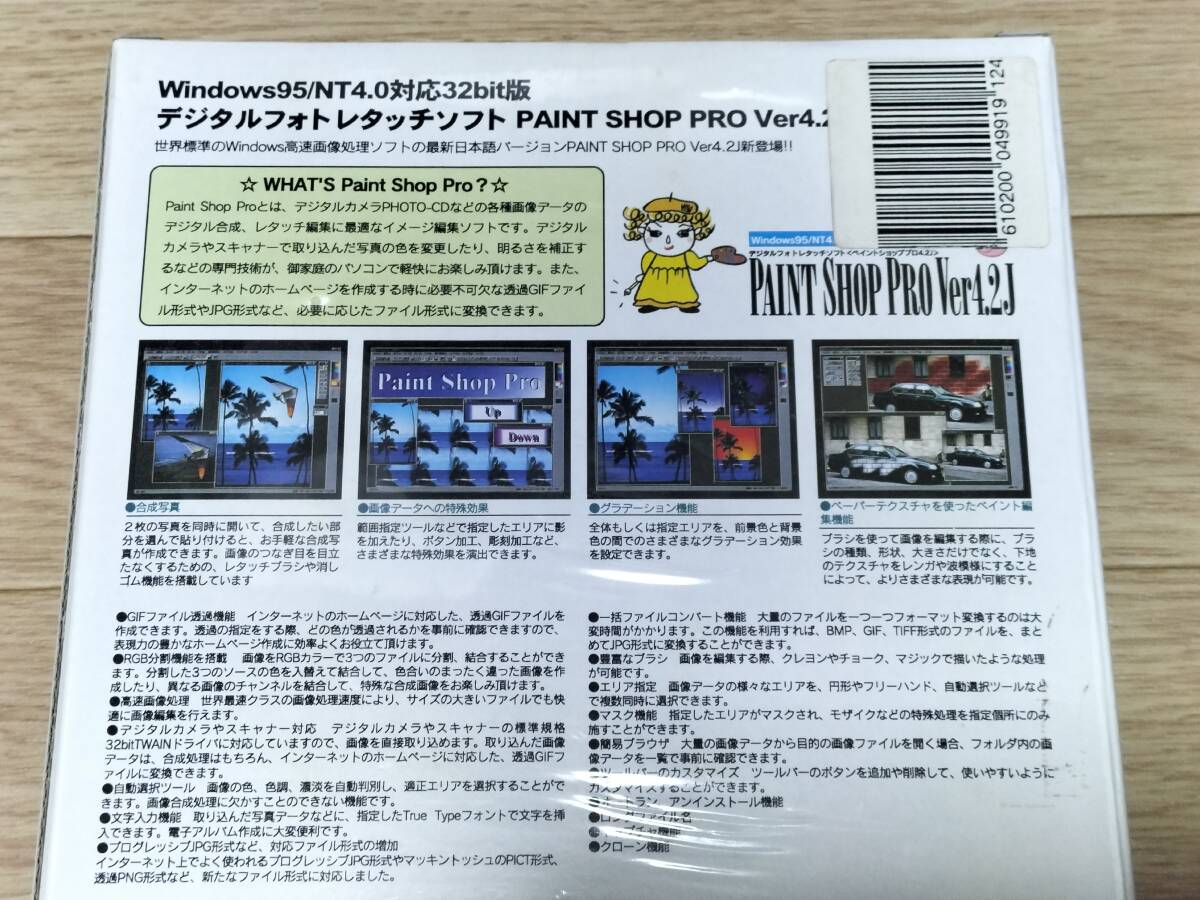 Windows95/NT4.0対応32bit版
デジタルフォトレタッチソフト PAINT SHOP PRO Ver4.2
世界標準のWindows高速画像処理ソフトの最新日本語バージョンPAINT SHOP PRO Ver4.2J新登場!!
☆ WHAT'S Paint Shop Pro？☆
Paint Shop Proとは、デジタルカメラPHOTO-CDなどの各種画像データの
デジタル合成、レタッチ編集に最適なイメージ編集ソフトです。デジタル
カメラやスキャナーで取り込んだ写真の色を変更したり、明るさを補正す
るなどの専門技術が、御家庭のパソコンで軽快にお楽しみ頂けます。また、
インターネットのホームページを作成する時に必要不可欠な透過GIFファイ
ル形式やJPG形式など、必要に応じたファイル形式に変換できます。
610200 049919 124
Windows95/NT4
デジタルフォトレタッチソフト<ペイントショッププロ4.2J>
PAINT SHOP PRO Ver4.2J
Paint Shop Pro
Up
Down
●合成写真
２枚の写真を同時に開いて、合成したい部
分を選んで貼り付けると、お手軽な合成写
真が作成できます。画像のつなぎ目を目立
たなくするための、レタッチブラシや消し
ゴム機能を搭載しています
●画像データへの特殊効果
範囲指定ツールなどで指定したエリアに影
を加えたり、ボタン加工、彫刻加工など、
さまざまな特殊効果を演出できます。
●グラデーション機能
全体もしくは指定エリアを、前景色と背景
色の間でのさまざまなグラデーション効果
を設定できます。
●ペーパーテクスチャを使ったペイント編
集機能
ブラシを使って画像を編集する際に、ブラ
シの種類、形状、大きさだけでなく、下地
のテクスチャをレンガや波模様にすること
によって、よりさまざまな表現が可能です。
●GIFファイル透過機能　インターネットのホームページに対応した、透過GIFファイルを
作成できます。透過の指定をする際、どの色が透過されるかを事前に確認できますので、
表現力の豊かなホームページ作成に効率よくお役立て頂けます。
●RGB分割機能を搭載　画像をRGBカラーで3つのファイルに分割、結合することができ
ます。分割した3つのソースの色を入替えて結合して、色合いのまったく違った画像を作
成したり、異なる画像のチャンネルを結合して、特殊な合成画像をお楽しみ頂けます。
●高速画像処理　世界最速クラスの画像処理速度により、サイズの大きいファイルでも快
適に画像編集を行えます。
●デジタルカメラやスキャナー対応　デジタルカメラやスキャナーの標準規格
32bitTWAINドライバに対応していますので、画像を直接取り込めます。取り込んだ画像
データは、合成処理はもちろん、インターネットのホームページに対応した、透過GIFフ
ァイルに変換できます。
●自動選択ツール　画像の色、色調、濃淡を自動判別し、適正エリアを選択することがで
きます。画像合成処理に欠かすことのできない機能です。
●文字入力機能　取り込んだ写真データなどに、指定したTrue Typeフォントで文字を挿
入できます。電子アルバム作成に大変便利です。
●プログレッシブJPG形式など、対応ファイル形式の増加
インターネット上でよく使われるプログレッシブJPG形式やマッキントッシュのPICT形式、
透過PNG形式など、新たなファイル形式に対応しました。
●一括ファイルコンバート機能　大量のファイルを一つ一つフォーマット変換するのは大
変時間がかかります。この機能を利用すれば、BMP、GIF、TIFF形式のファイルを、まと
めてJPG形式に変換することができます。
●豊富なブラシ　画像を編集する際、クレヨンやチョーク、マジックで描いたような処理
が可能です。
●エリア指定　画像データの様々なエリアを、円形やフリーハンド、自動選択ツールなど
で複数同時に選択できます。
●マスク機能　指定したエリアがマスクされ、モザイクなどの特殊処理を指定個所にのみ
施すことができます。
●簡易ブラウザ　大量の画像データから目的の画像ファイルを開く場合、フォルダ内の画
像データを一覧で事前に確認できます。
●ツールバーのカスタマイズ　ツールバーのボタンを追加や削除して、使いやすいように
カスタマイズすることができます。
●オートラン　アンインストール機能
●ロングファイル名
●キャプチャ機能
●クローン機能